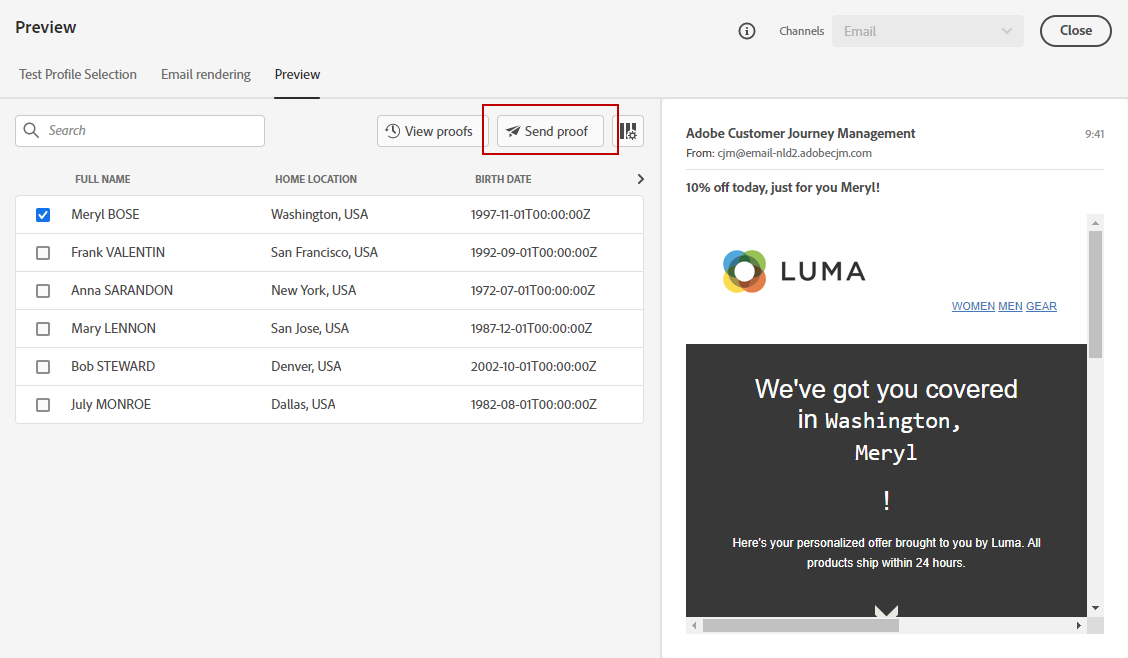 Preview
Channels
Email
Close
Test Profile Selection Email rendering Preview
Search
View proofs
Send proof
FULL NAME HOME LOCATION BIRTH DATE
Meryl BOSE Washington, USA 1997-11-01T00:00:00Z
Frank VALENTIN San Francisco, USA 1992-09-01T00:00:00Z
Anna SARANDON New York, USA 1972-07-01T00:00:00Z
Mary LENNON San Jose, USA 1987-12-01T00:00:00Z
Bob STEWARD Denver, USA 2002-10-01T00:00:00Z
July MONROE Dallas, USA 1982-08-01T00:00:00Z
Adobe Customer Journey Management 9:41
From: cjm@email-nld2.adobecjm.com
10% off today, just for you Meryl!
LUMA
WOMEN MEN GEAR
We've got you covered
in Washington,
Meryl
!
Here's your personalized offer brought to you by Luma. All
products ship within 24 hours.